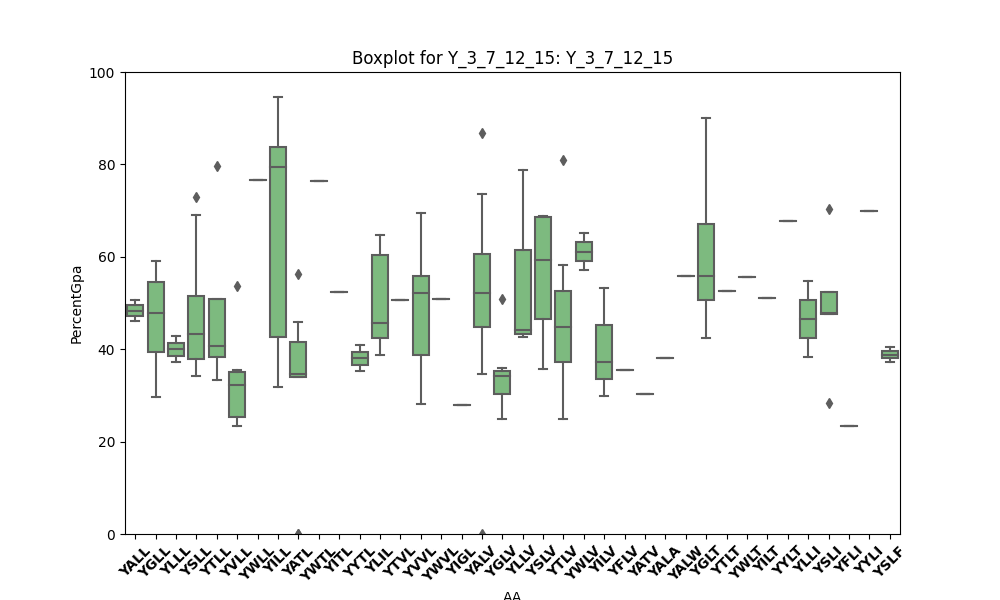 Boxplot for Y_3_7_12_15: Y_3_7_12_15
100
80
60
40
20
0
PercentGpa
YALL YGLL YLLL YSLL YTLL YVLL YWLL YILL YATL YWTL YITL YYTL YLIL YTVL YVVL YWVL YIGL YALV YGLV YLLV YSLV YTLV YWLV YILV YFLV YATV YALA YALW YGLT YTLT YWLT YILT YYLT YLLI YSLI YFLI YYLI YSLF
AA